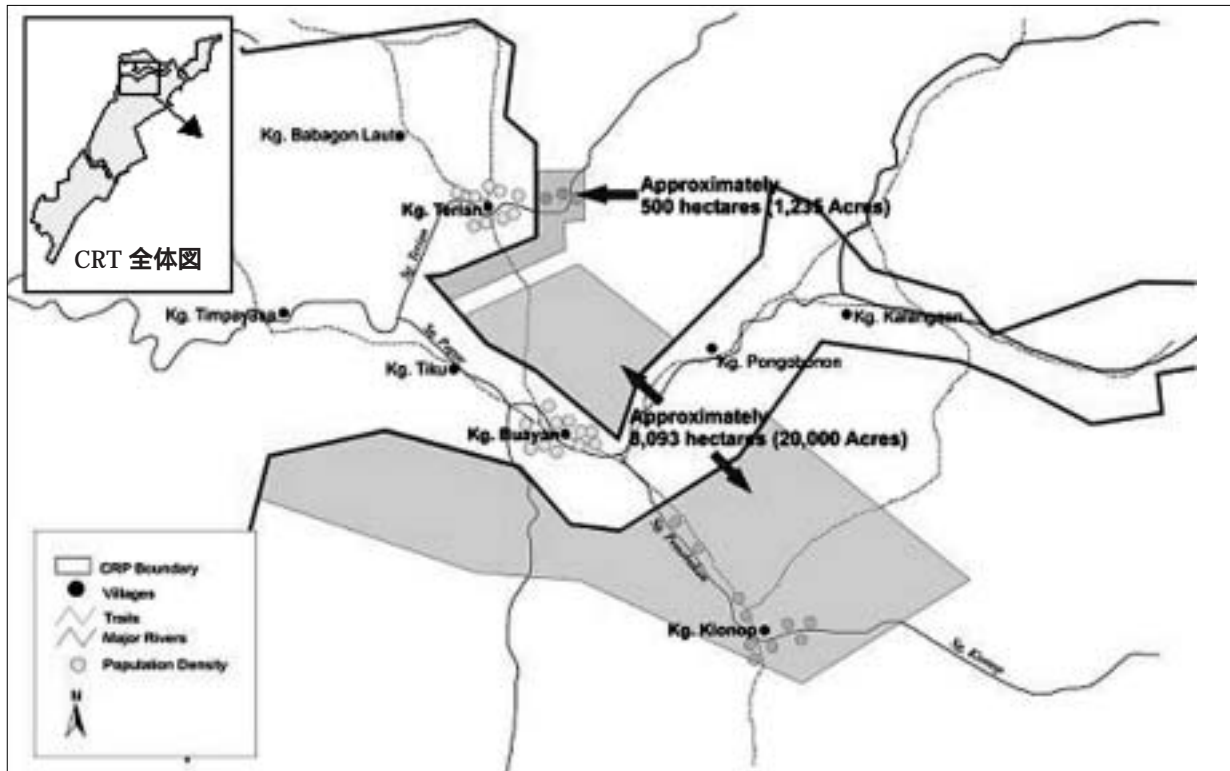 CRT 全体図
Kg. Babagon Laut
Kg. Terian
Approximately
500 hectares (1,235 Acres)
Kg. Timpayasa
Kg. Tiku
Kg. Kalangaan
Kg. Pongobonon
Approximately
8,093 hectares (20,000 Acres)
Kg. Buayan
Kg. Kionop
CRP Boundary
Villages
Trails
Major Rivers
Papulation Density
N